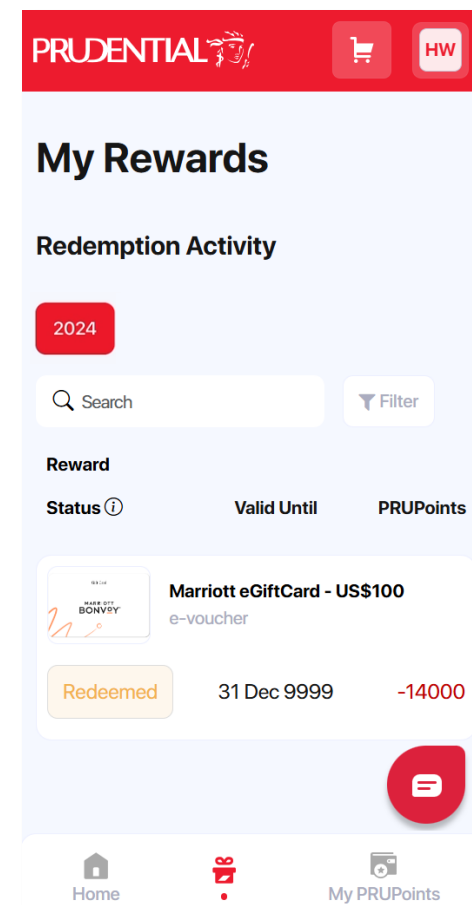 PRUDENTIAL
HW
My Rewards
Redemption Activity
2024
Search
Filter
Reward
Status Valid Until PRUPoints
Marriott eGiftCard - US$100
MARRIOTT
BONVOY
e-voucher
Redeemed 31 Dec 9999 -14000
Home My PRUPoints